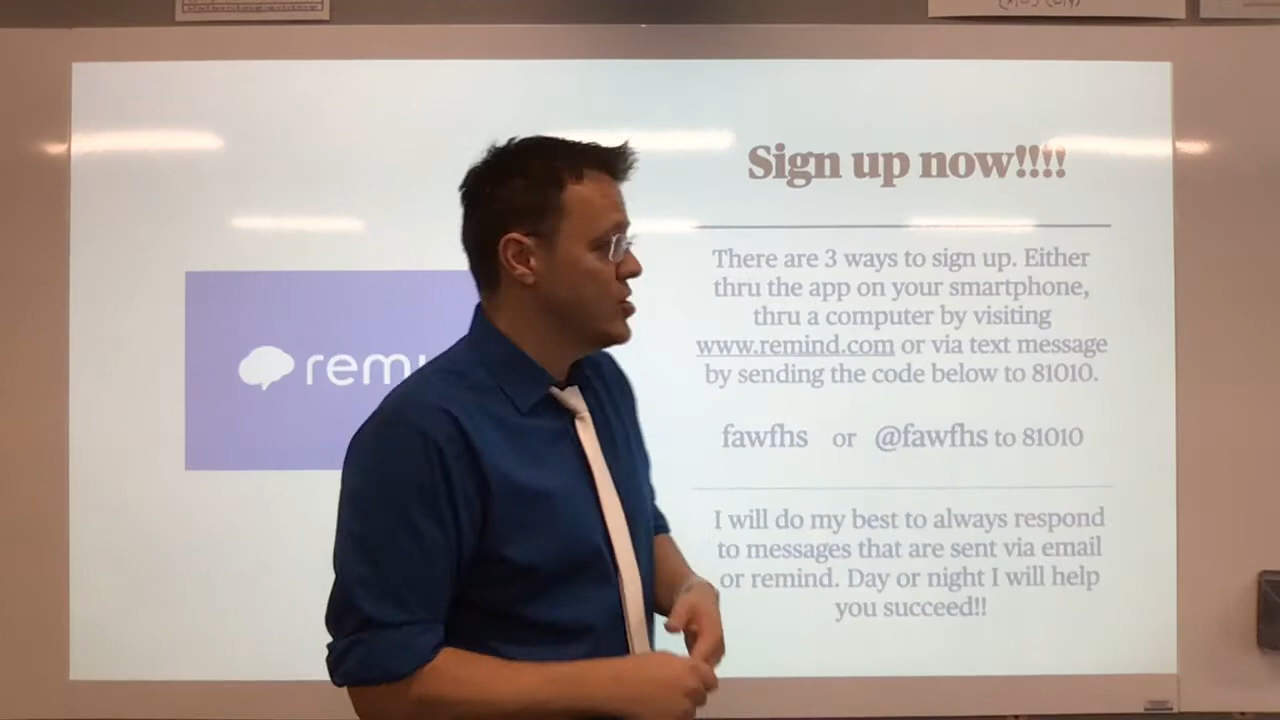 remi
Sign up now!!!!
There are 3 ways to sign up. Either
thru the app on your smartphone,
thru a computer by visiting
www.remind.com or via text message
by sending the code below to 81010.
fawfhs or @fawfhs to 81010
I will do my best to always respond
to messages that are sent via email
or remind. Day or night I will help
you succeed!!